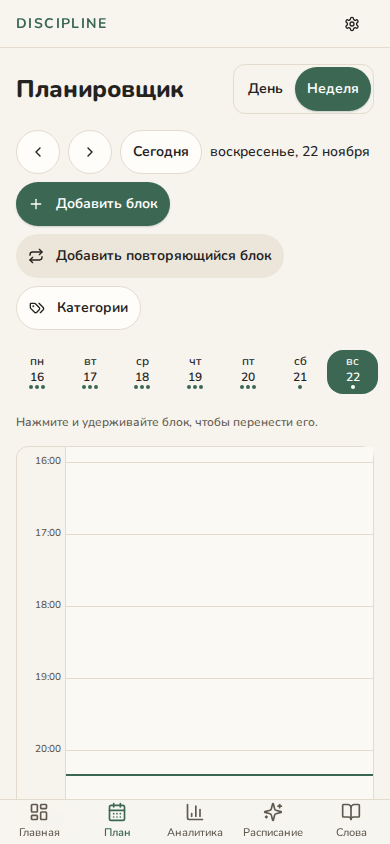 DISCIPLINE
Планировщик
День Неделя
Сегодня воскресенье, 22 ноября
Добавить блок
Добавить повторяющийся блок
Категории
пн вт ср чт пт сб вс
16 17 18 19 20 21 22
Нажмите и удерживайте блок, чтобы перенести его.
16:00
17:00
18:00
19:00
20:00
Главная План Аналитика Расписание Слова